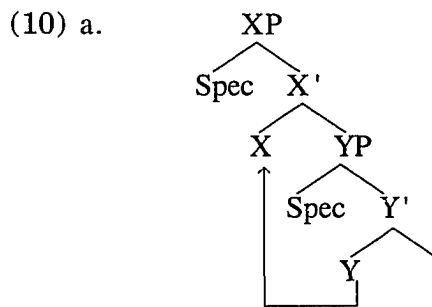 (10) a. XP
Spec X'
X YP
Spec Y'
Y